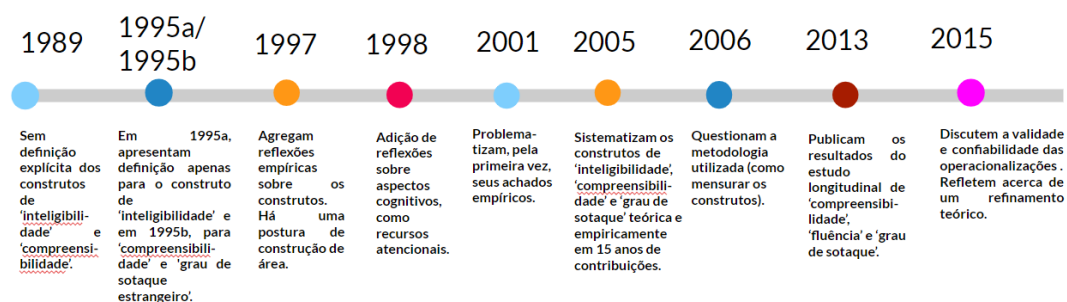 1989
Sem
definição
explícita dos
construtos
de
‘inteligibili-
dade’ e
‘compreensi-
bilidade’.
1995a/
1995b
Em 1995a,
apresentam
definição apenas
para o construto
de
‘inteligibilidade’ e
em 1995b, para
‘compreensibili-
dade’ e ‘grau de
sotaque
estrangeiro’.
1997
Agregam
reflexões
empíricas
sobre os
construtos.
Há uma
postura de
construção de
área.
1998
Adição de
reflexões
sobre
aspectos
cognitivos,
como
recursos
atencionais.
2001
Problema-
tizam, pela
primeira vez,
seus achados
empíricos.
2005
Sistematizam os
construtos de
‘inteligibilidade’,
‘compreensibili-
dade’ e ‘grau de
sotaque’ teórica e
empiricamente
em 15 anos de
contribuições.
2006
Questionam a
metodologia
utilizada (como
mensurar os
construtos).
2013
Publicam os
resultados do
estudo
longitudinal de
‘compreensibi-
lidade’,
‘fluência’ e ‘grau
de sotaque’.
2015
Discutem a validade
e confiabilidade das
operacionalizações .
Refletem acerca de
um refinamento
teórico.